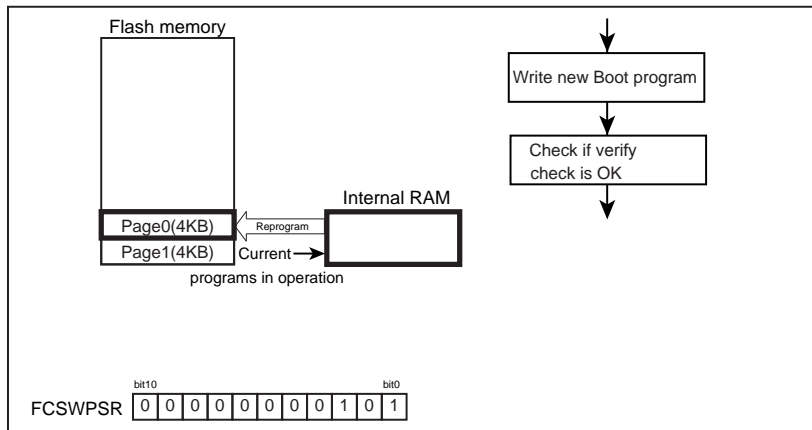 Flash memory
Write new Boot program
Check if verify
check is OK
Internal RAM
Page0(4KB)
Reprogram
Page1(4KB)
Current
programs in operation
bit10
bit0
FCSWPSR
0 0 0 0 0 0 0 0 1 0 1